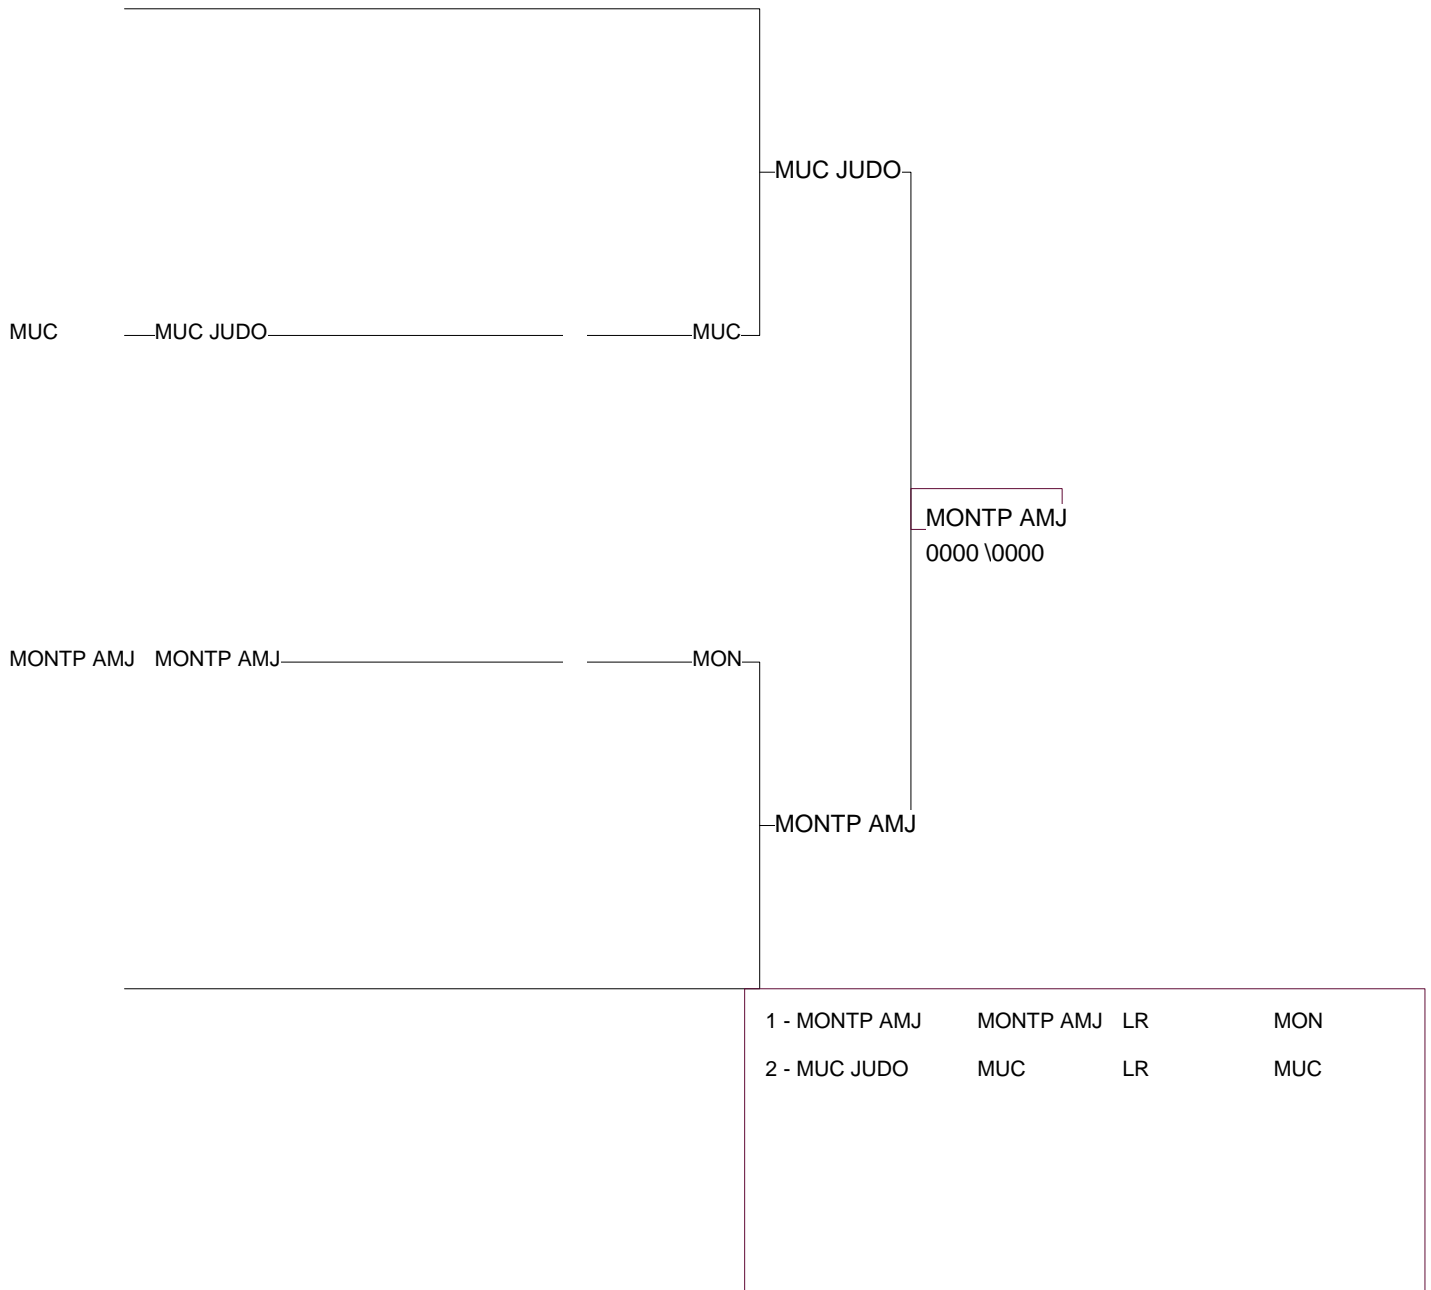 MUC JUDO
MUC MUC JUDO MUC
MONTP AMJ
0000 \0000
MONTP AMJ MONTP AMJ MON
MONTP AMJ
1 - MONTP AMJ MONTP AMJ LR MON
2 - MUC JUDO MUC LR MUC